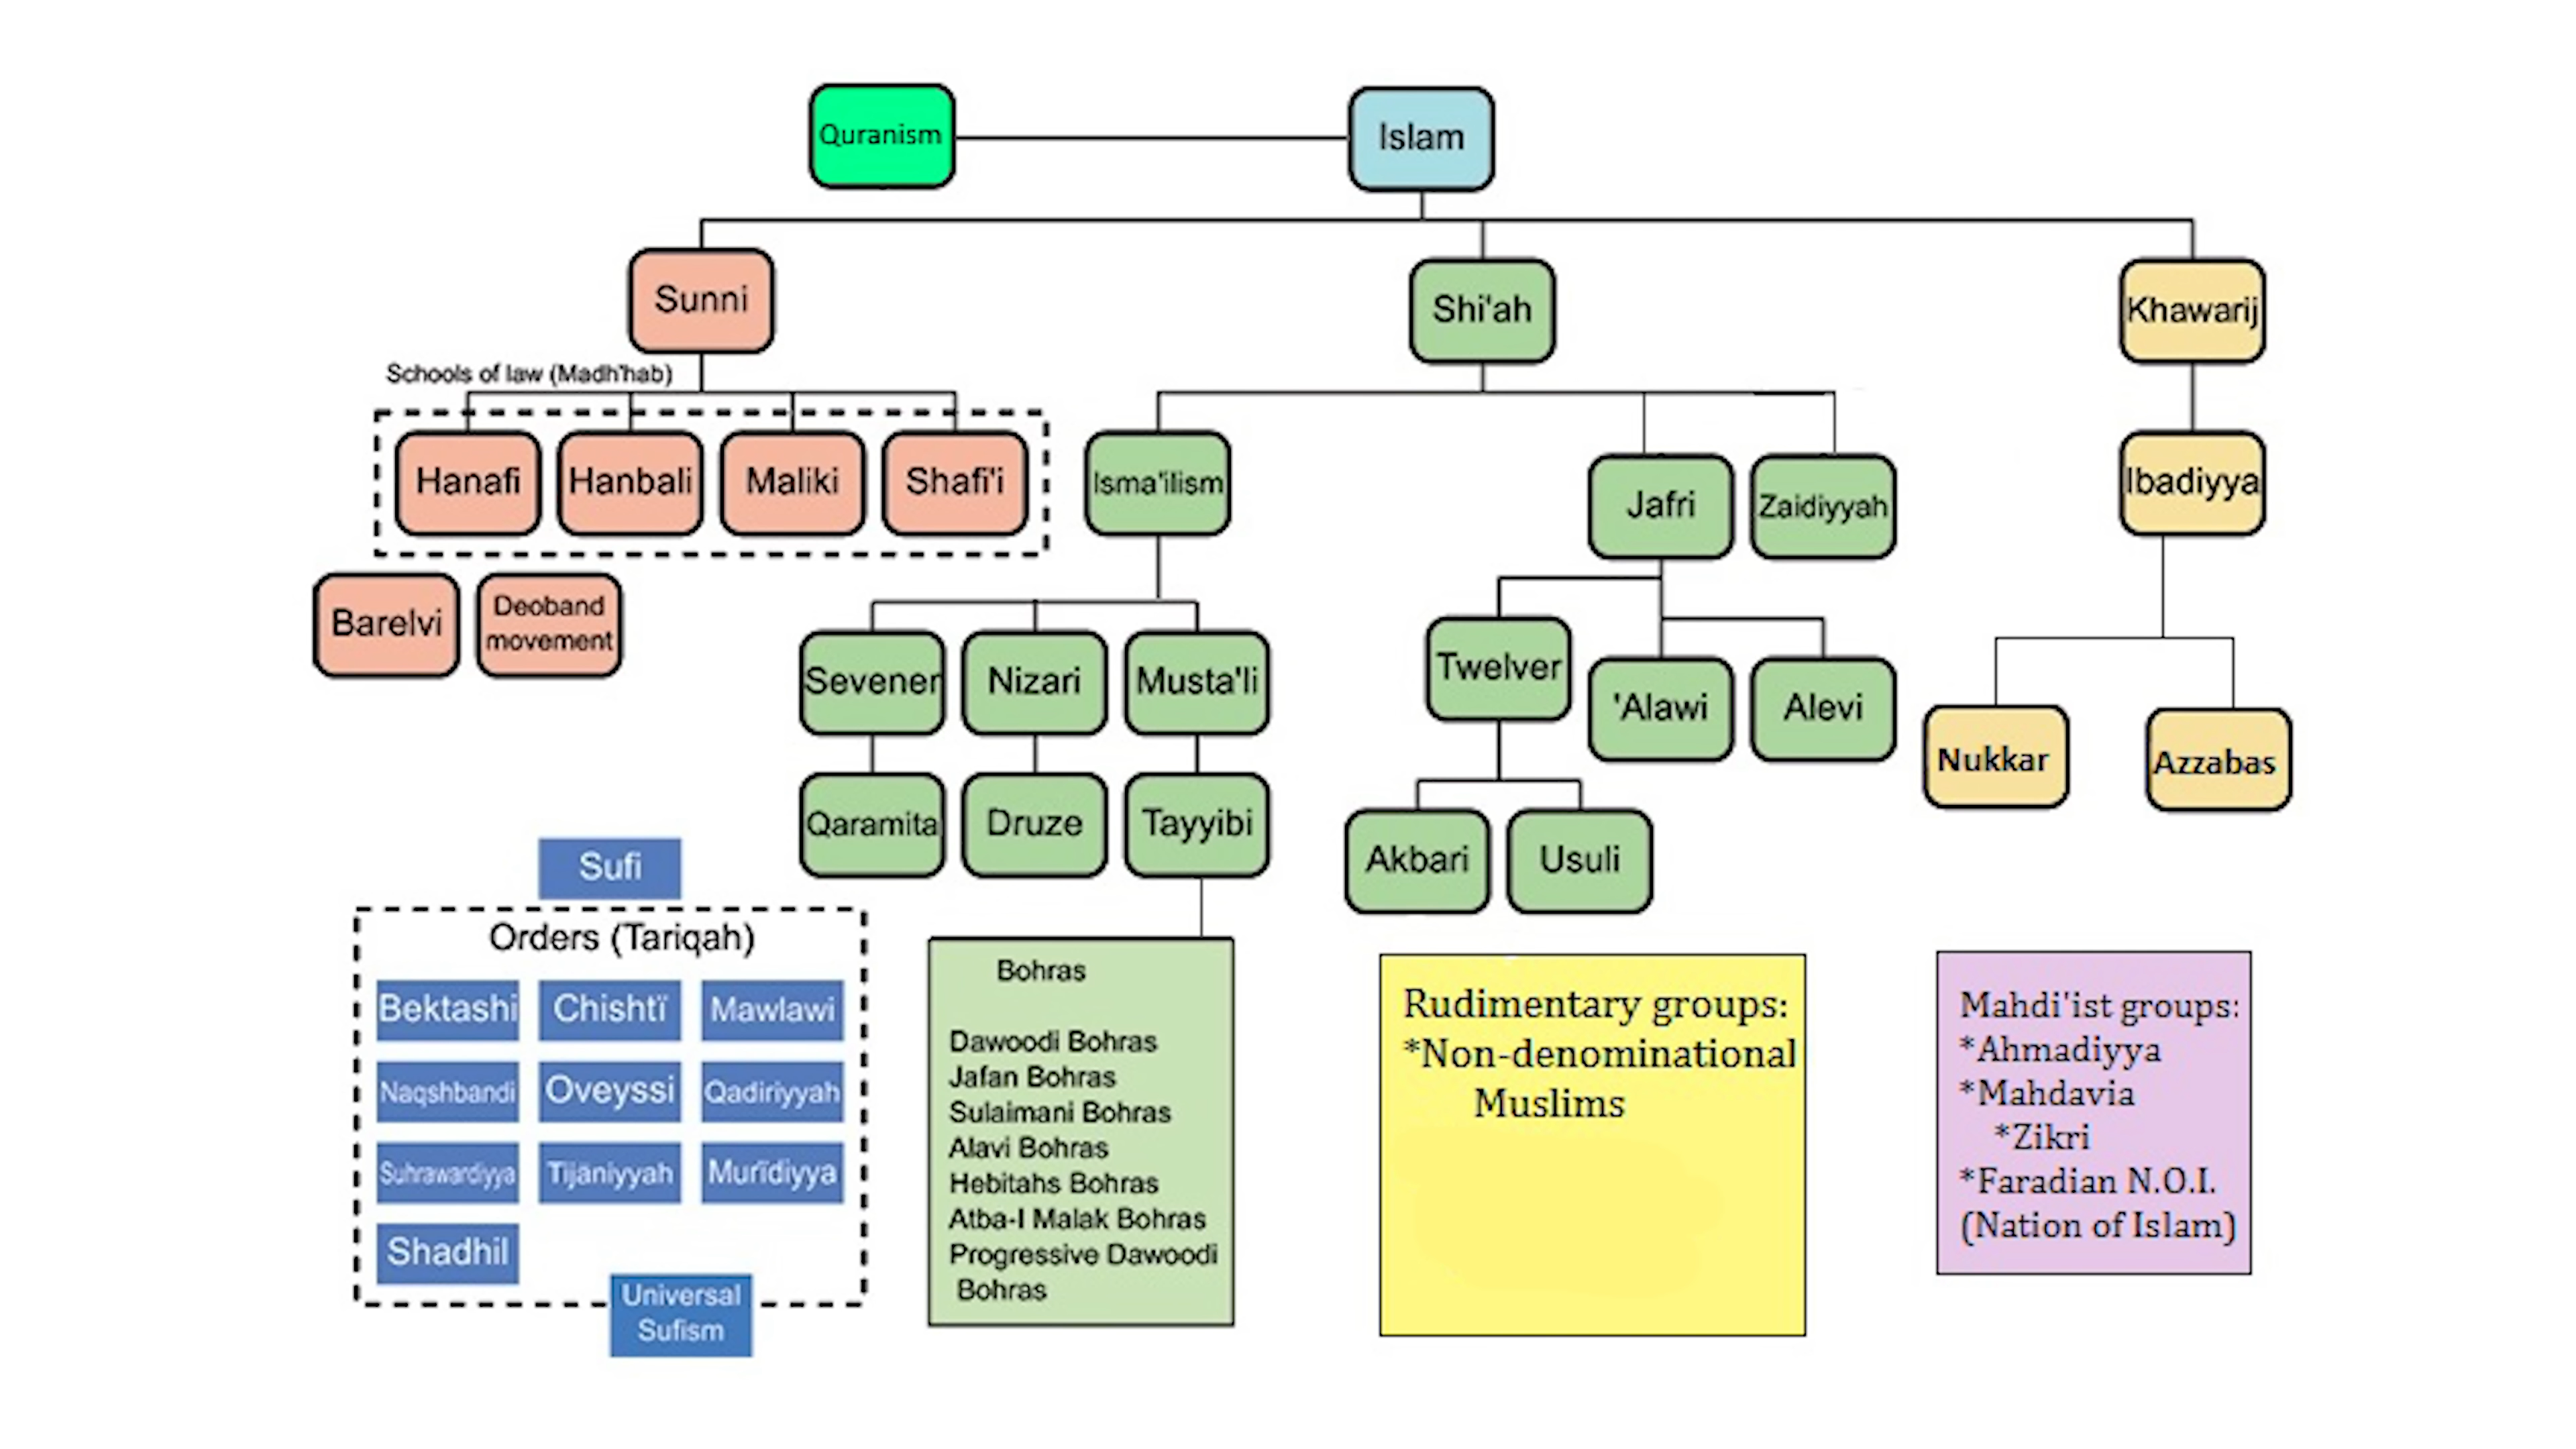 Quranism
Islam
Sunni
Shi'ah
Khawarij
Schools of law (Madh'hab)
Hanafi
Hanbali
Maliki
Shafi'i
Isma'ilism
Jafri
Zaidiyyah
Ibadiyya
Barelvi
Deoband
movement
Sevener
Nizari
Musta'li
Twelver
'Alawi
Alevi
Nukkar
Azzabas
Qaramita
Druze
Tayyibi
Akbari
Usuli
Sufi
Orders (Tariqah)
Bektashi
Chishtï
Mawlawi
Naqshbandi
Oveyssi
Qadiriyyah
Suhrawardiyya
Tijäniyyah
Murïdiyya
Shadhil
Universal
Sufism
Bohras
Dawoodi Bohras
Jafan Bohras
Sulaimani Bohras
Alavi Bohras
Hebitahs Bohras
Atba-I Malak Bohras
Progressive Dawoodi
Bohras
Rudimentary groups:
*Non-denominational
Muslims
Mahdi'ist groups:
*Ahmadiyya
*Mahdavia
*Zikri
*Faradian N.O.I.
(Nation of Islam)